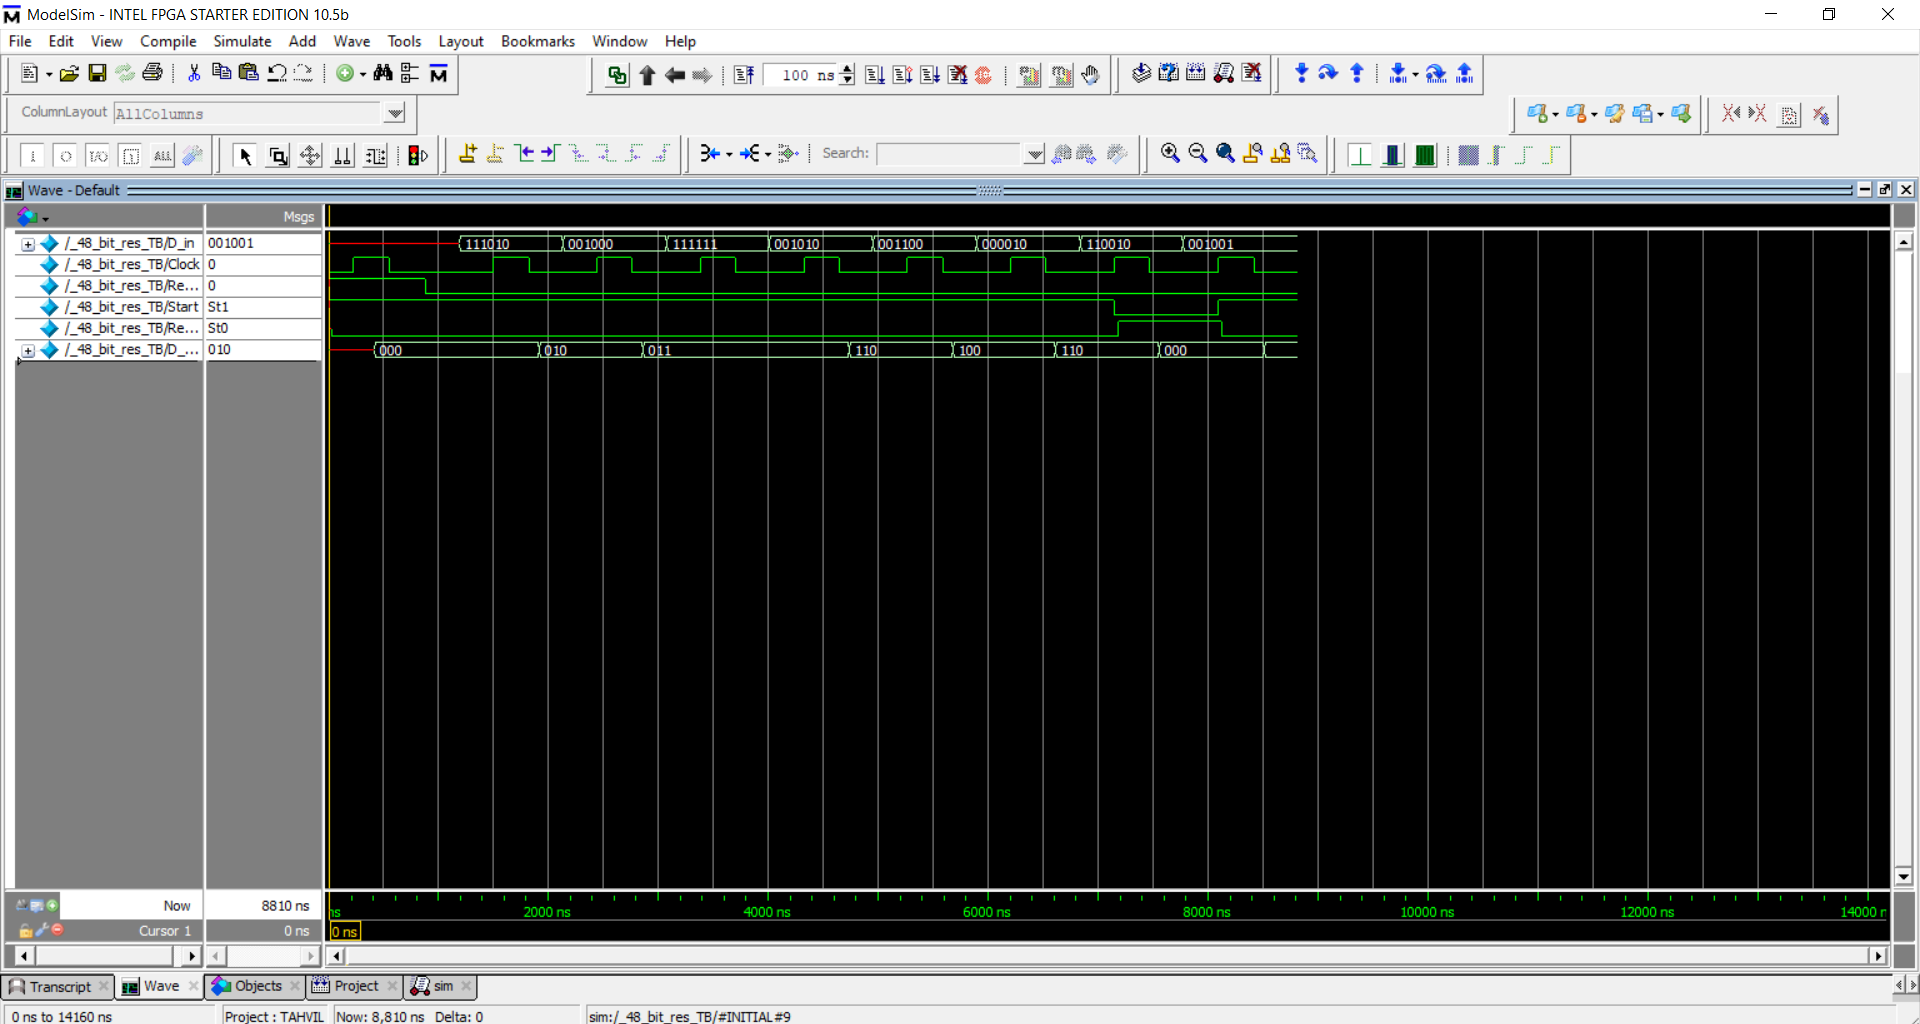 ModelSim - INTEL FPGA STARTER EDITION 10.5b
File Edit View Compile Simulate Add Wave Tools Layout Bookmarks Window Help
100 ns
ColumnLayout AllColumns
Search:
Wave - Default
Msgs
/_48_bit_res_TB/D_in 001001 111010 001000 111111 001010 001100 000010 110010 001001
/_48_bit_res_TB/Clock 0
/_48_bit_res_TB/Re... 0
/_48_bit_res_TB/Start St1
/_48_bit_res_TB/Re... St0
/_48_bit_res_TB/D_... 010 000 010 011 110 100 110 000
Now 8810 ns ns 2000 ns 4000 ns 6000 ns 8000 ns 10000 ns 12000 ns 14000 n
Cursor 1 0 ns 0 ns
Transcript Wave Objects Project sim
0 ns to 14160 ns Project : TAHVIL Now: 8,810 ns Delta: 0 sim:/_48_bit_res_TB/#INITIAL#9